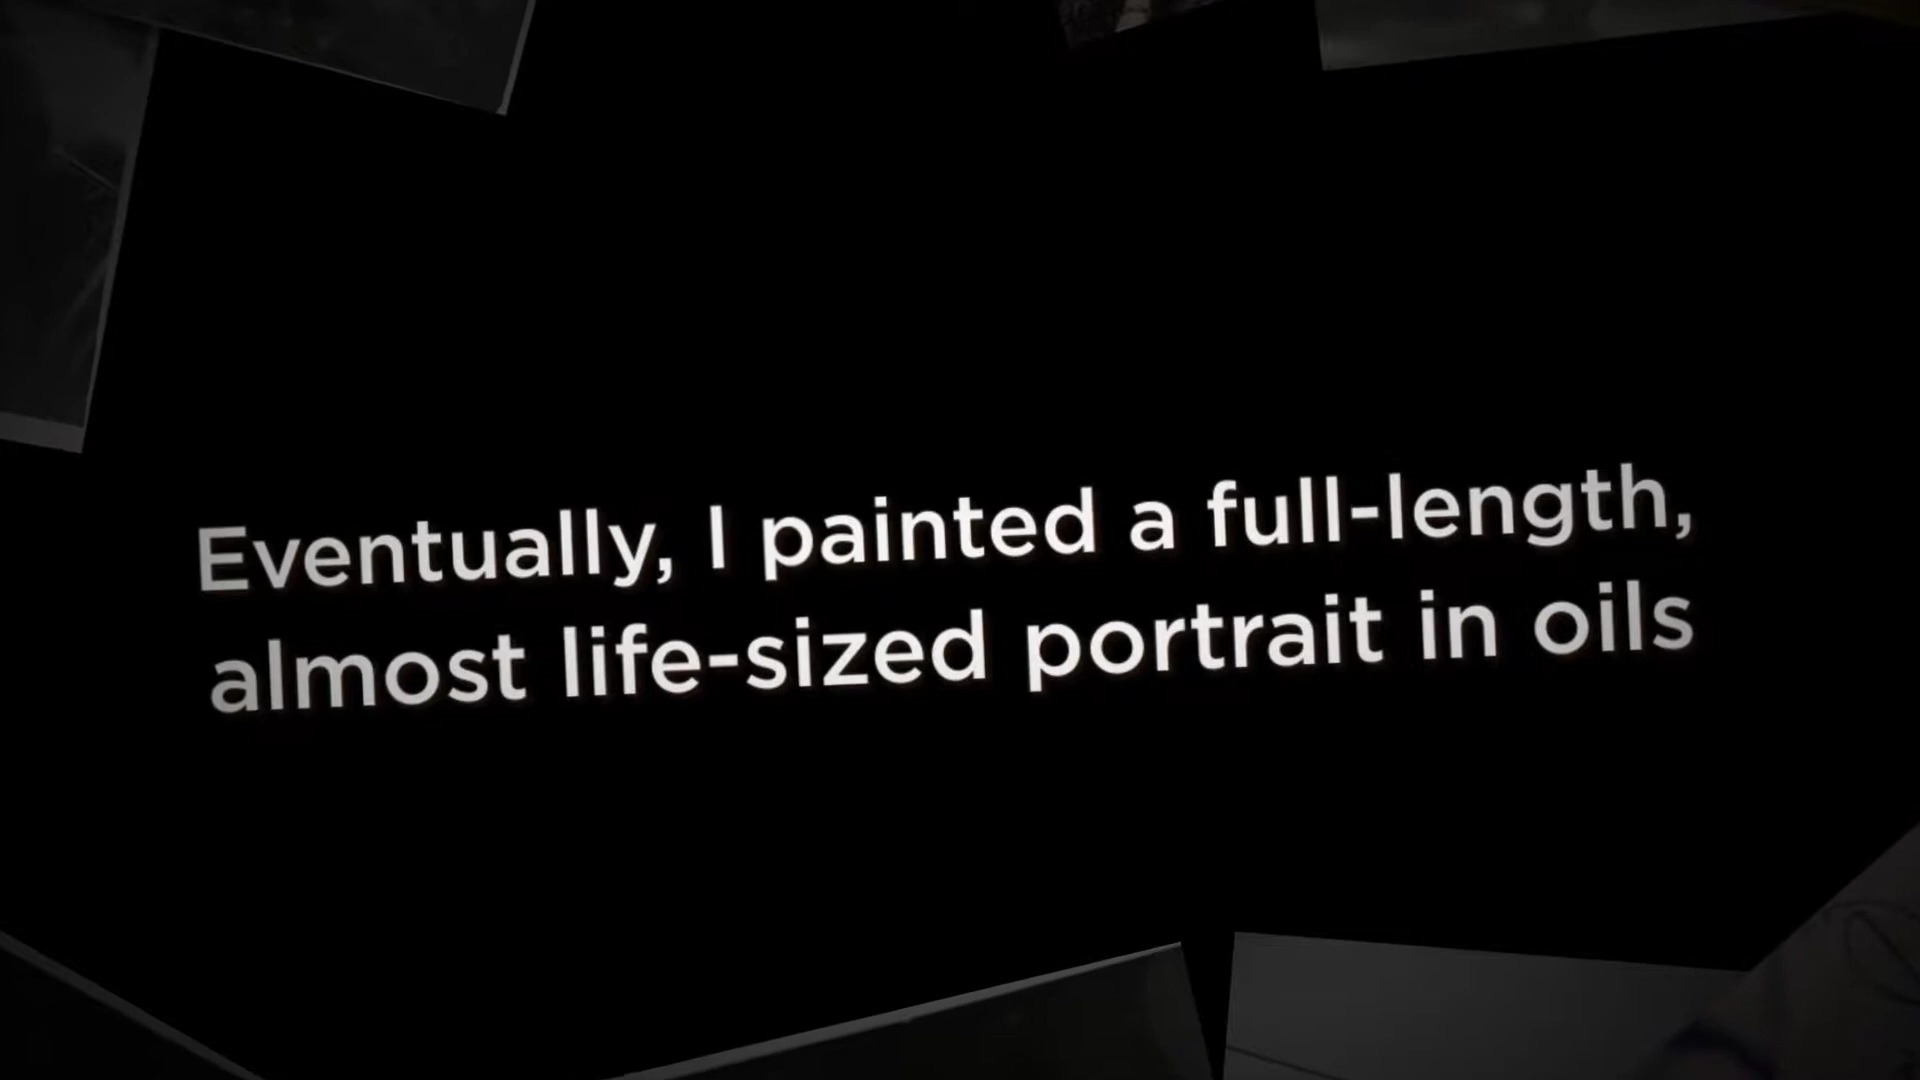 Eventually, I painted a full-length,
almost life-sized portrait in oils